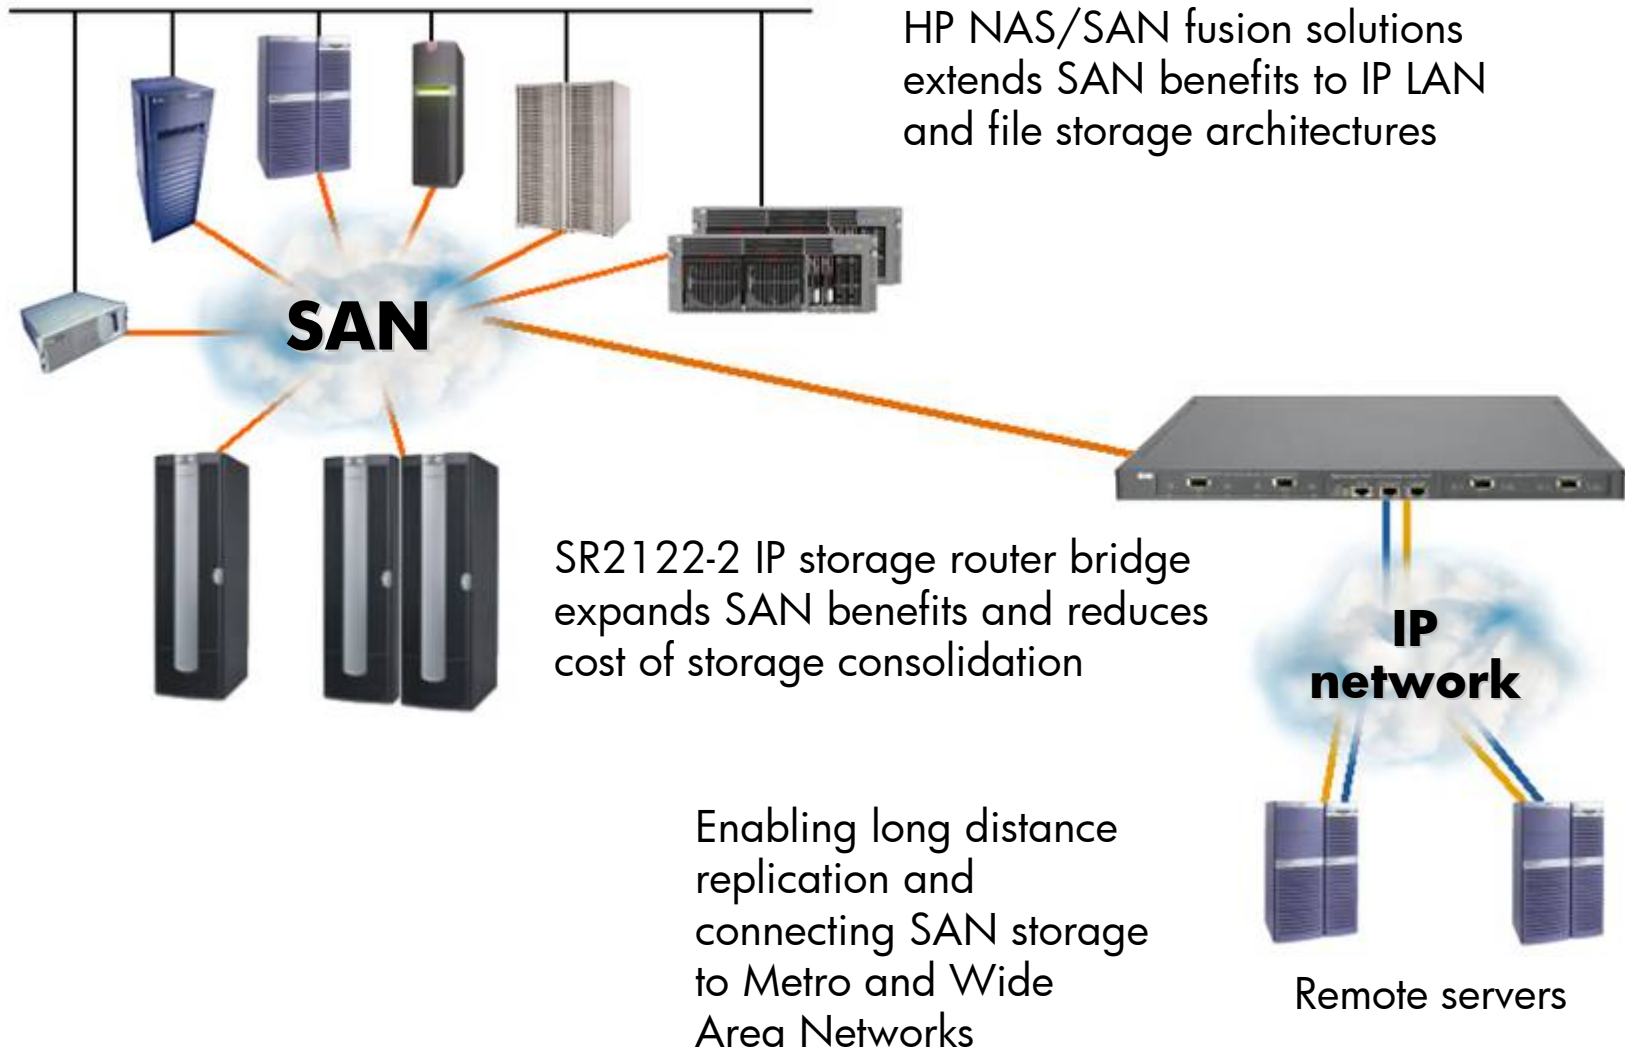 HP NAS/SAN fusion solutions
extends SAN benefits to IP LAN
and file storage architectures
SAN
SR2122-2 IP storage router bridge
expands SAN benefits and reduces
cost of storage consolidation
IP
network
Enabling long distance
replication and
connecting SAN storage
to Metro and Wide
Area Networks
Remote servers